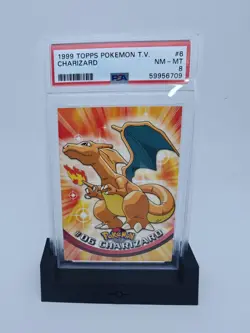 1999 TOPPS POKEMON T.V. #6
CHARIZARD NM - MT
8
PSA 59956709
Pokémon
#06 CHARIZARD